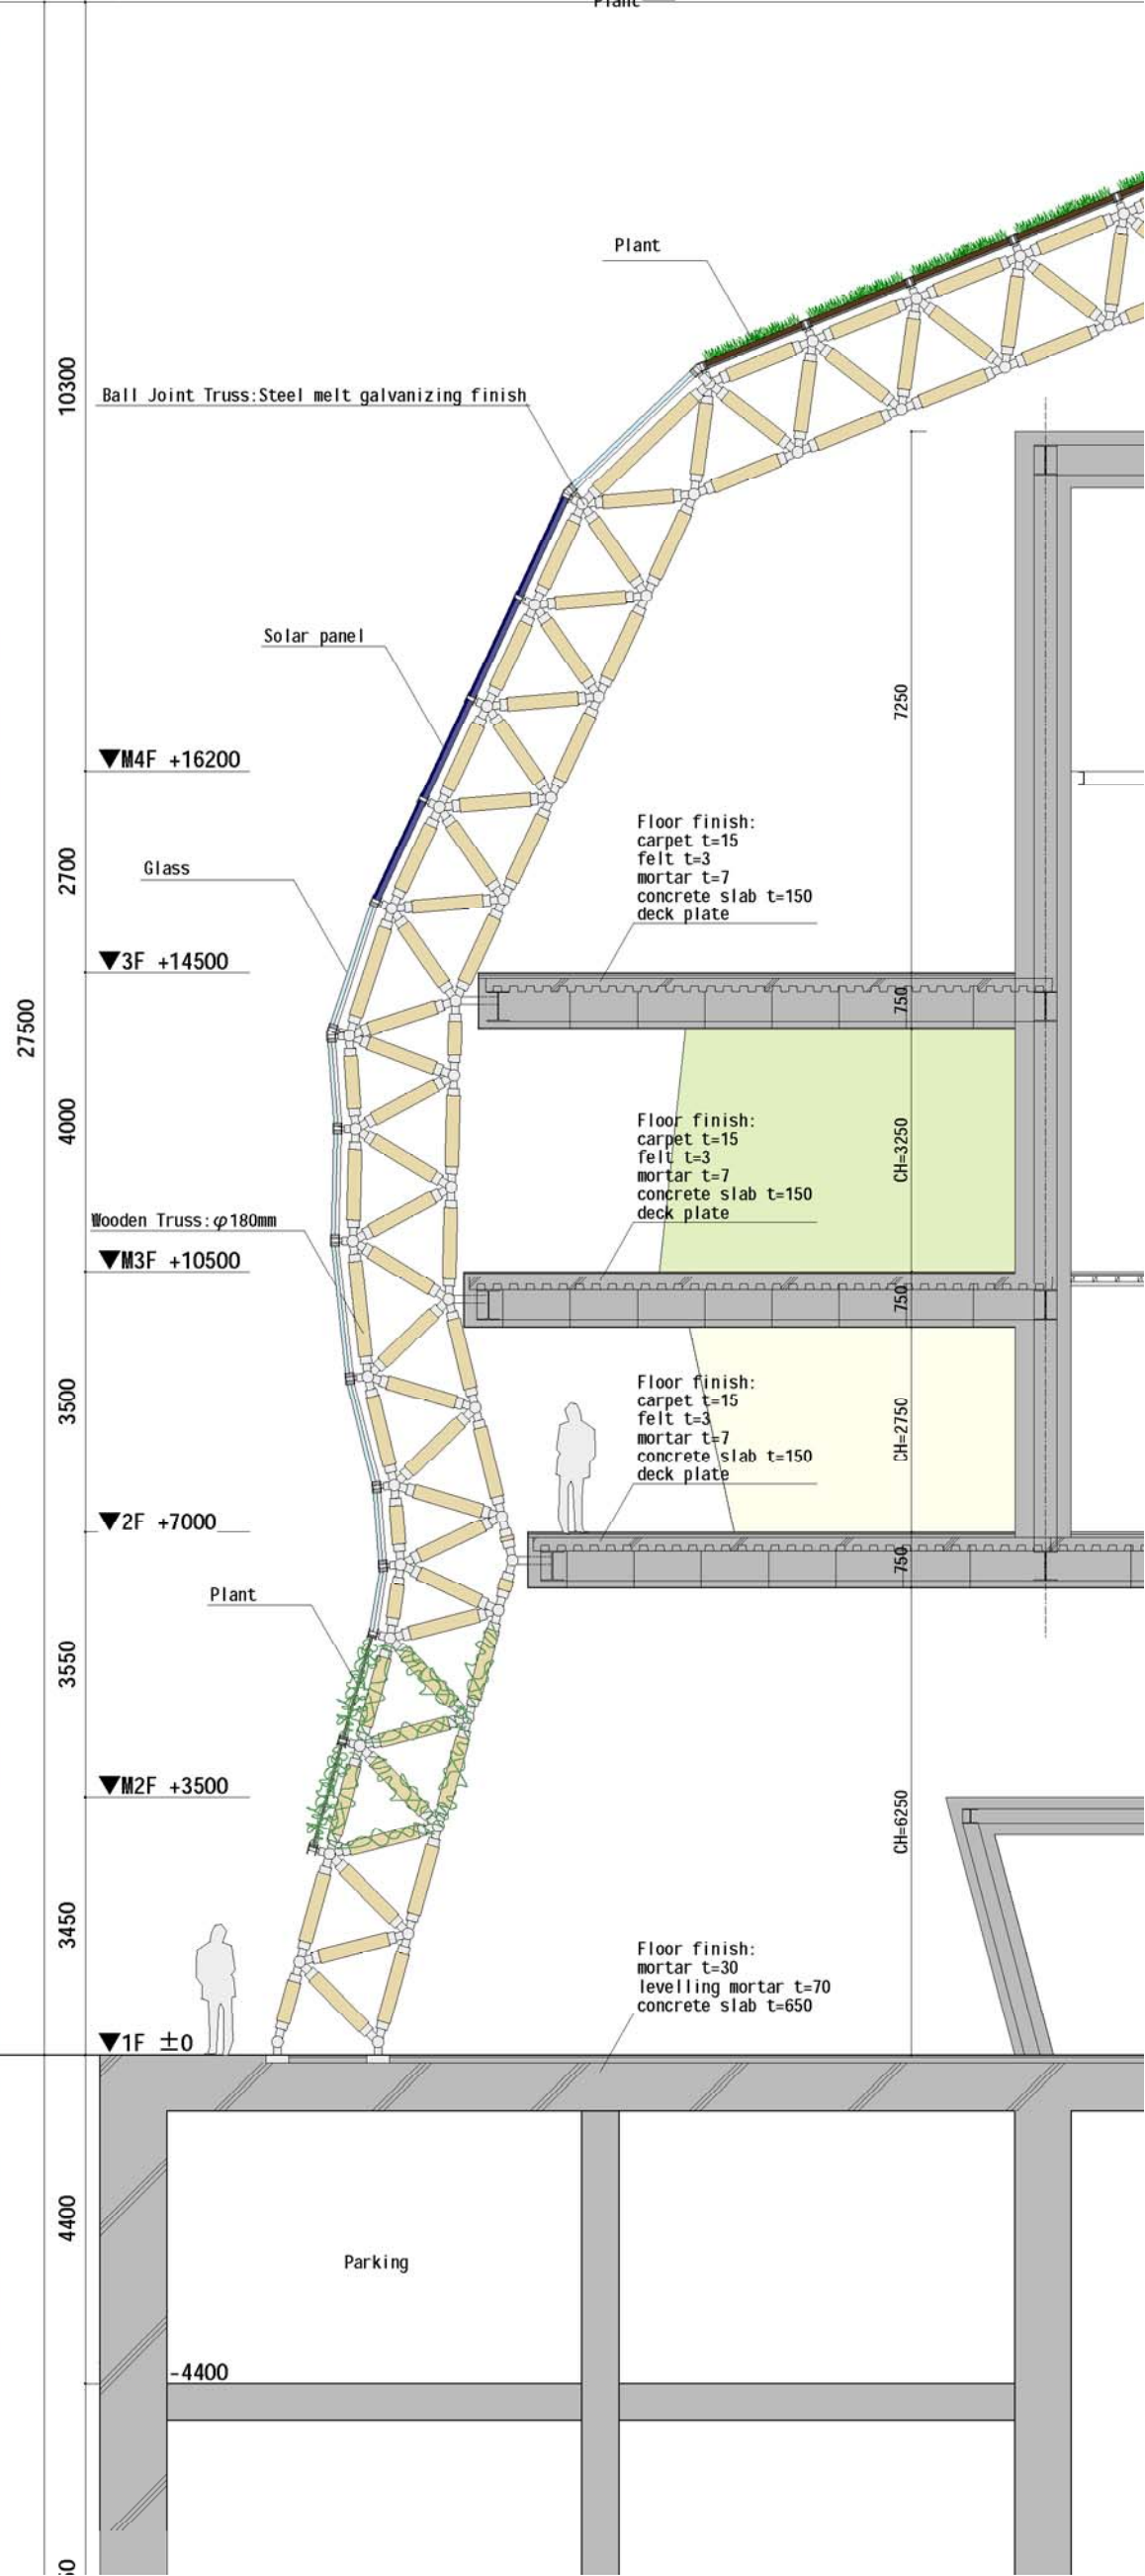 Plant
Plant
10300
Ball Joint Truss:Steel melt galvanizing finish
Solar panel
7250
▼M4F +16200
Floor finish:
carpet t=15
felt t=3
mortar t=7
concrete slab t=150
deck plate
2700
Glass
▼3F +14500
750
27500
4000
Floor finish:
carpet t=15
felt t=3
mortar t=7
concrete slab t=150
deck plate
CH=3250
Wooden Truss:φ180mm
▼M3F +10500
750
3500
Floor finish:
carpet t=15
felt t=3
mortar t=7
concrete slab t=150
deck plate
CH=2750
▼2F +7000
750
Plant
3550
▼M2F +3500
CH=6250
3450
Floor finish:
mortar t=30
levelling mortar t=70
concrete slab t=650
▼1F ±0
4400
Parking
-4400